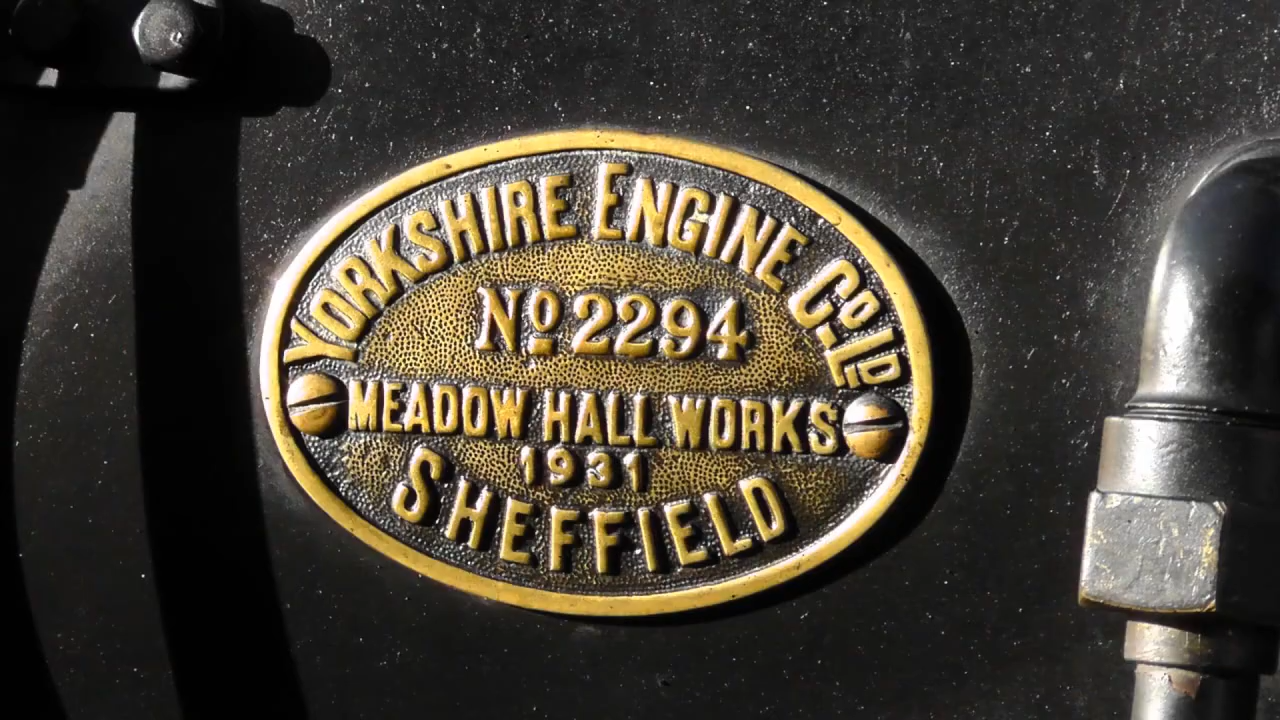 YORKSHIRE ENGINE Co. LD
No 2294
MEADOW HALL WORKS
1931
SHEFFIELD